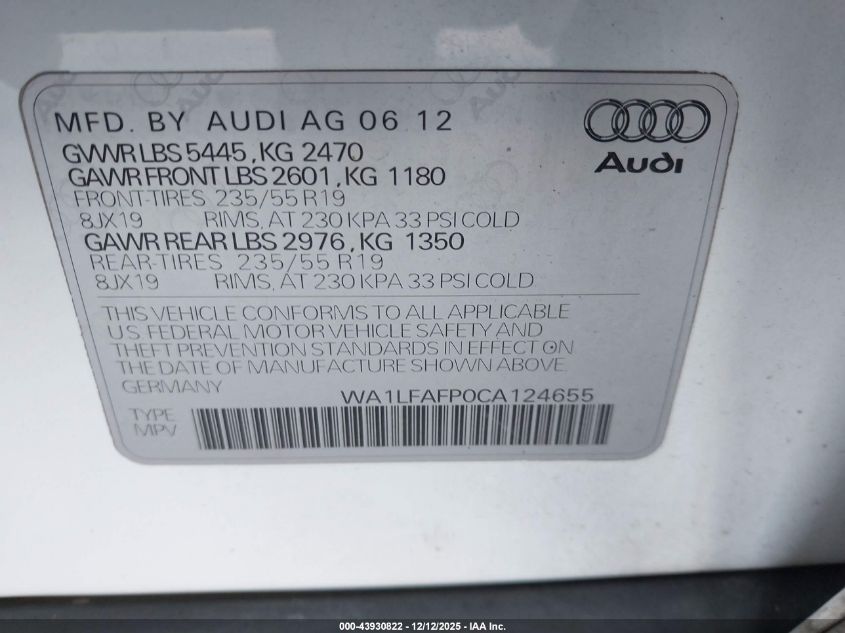 MFD. BY AUDI AG 06 12
GVWR LBS 5445, KG 2470
GAWR FRONT LBS 2601, KG 1180
FRONT-TIRES 235/55 R19
8JX19 RIMS, AT 230 KPA 33 PSI COLD
GAWR REAR LBS 2976, KG 1350
REAR-TIRES 235/55 R19
8JX19 RIMS, AT 230 KPA 33 PSI COLD
Audi
THIS VEHICLE CONFORMS TO ALL APPLICABLE
U.S. FEDERAL MOTOR VEHICLE SAFETY AND
THEFT PREVENTION STANDARDS IN EFFECT ON
THE DATE OF MANUFACTURE SHOWN ABOVE.
GERMANY WA1LFAFP0CA124655
TYPE
MPV
000-43930822 - 12/12/2025 - IAA Inc.